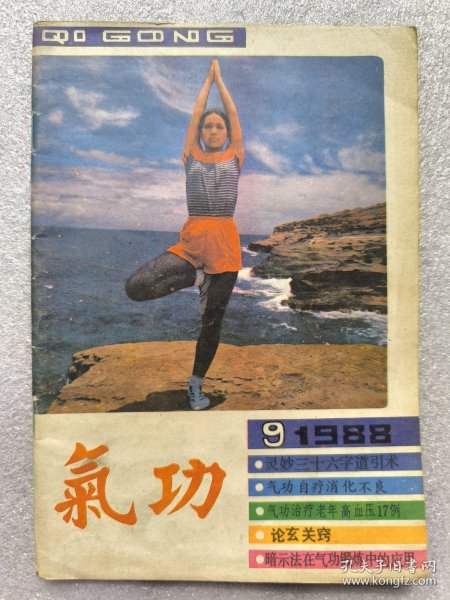 QI GONG
氣功
9 1988
●灵妙三十六字道引术
●气功自疗消化不良
●气功治疗老年高血压17例
●论玄关窍
●暗示法在气功锻炼中的应用
孔夫子旧书网
www.kongfz.com